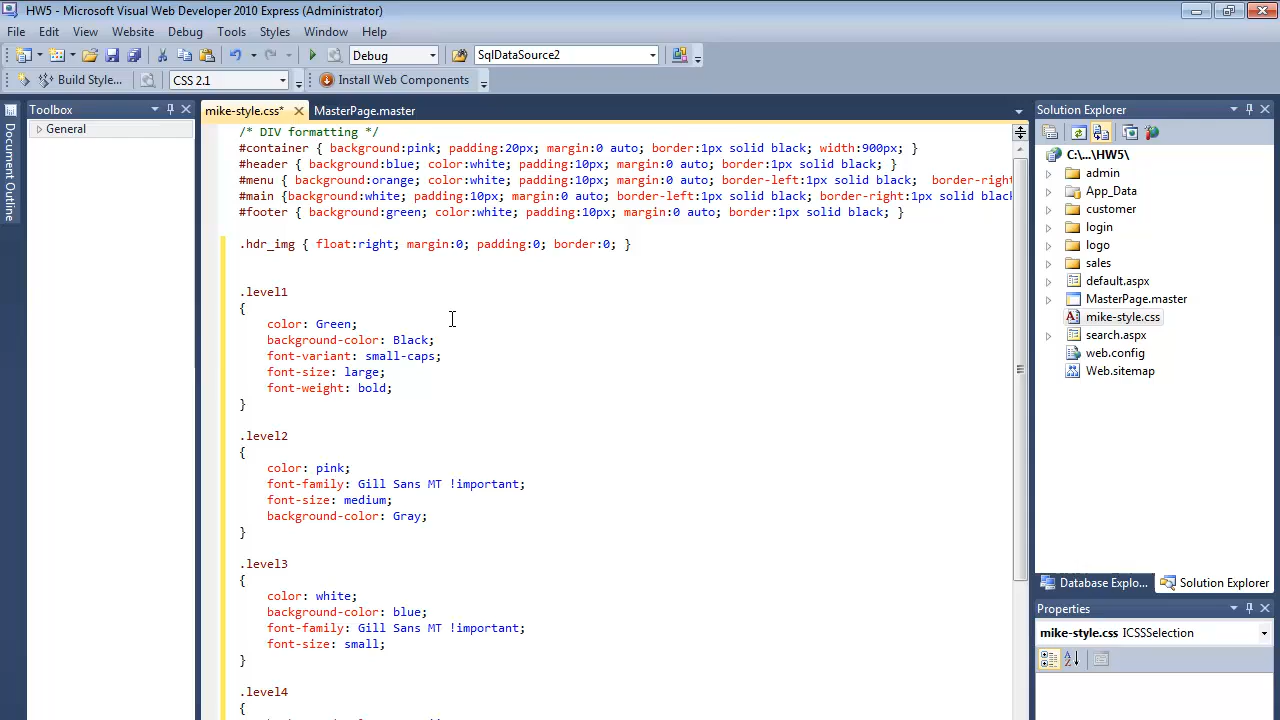 HW5 - Microsoft Visual Web Developer 2010 Express (Administrator)
File Edit View Website Debug Tools Styles Window Help
Debug SqlDataSource2
Build Style... CSS 2.1 Install Web Components
Document Outline
Toolbox
General
mike-style.css* MasterPage.master
/* DIV formatting */
#container { background:pink; padding:20px; margin:0 auto; border:1px solid black; width:900px; }
#header { background:blue; color:white; padding:10px; margin:0 auto; border:1px solid black; }
#menu { background:orange; color:white; padding:10px; margin:0 auto; border-left:1px solid black;  border-right
#main {background:white; padding:10px; margin:0 auto; border-left:1px solid black; border-right:1px solid black
#footer { background:green; color:white; padding:10px; margin:0 auto; border:1px solid black; }
.hdr_img { float:right; margin:0; padding:0; border:0; }
.level1
{
color: Green;
background-color: Black;
font-variant: small-caps;
font-size: large;
font-weight: bold;
}
.level2
{
color: pink;
font-family: Gill Sans MT !important;
font-size: medium;
background-color: Gray;
}
.level3
{
color: white;
background-color: blue;
font-family: Gill Sans MT !important;
font-size: small;
}
.level4
{
Solution Explorer
C:\...\HW5\
admin
App_Data
customer
login
logo
sales
default.aspx
MasterPage.master
mike-style.css
search.aspx
web.config
Web.sitemap
Database Explo... Solution Explorer
Properties
mike-style.css ICSSSelection